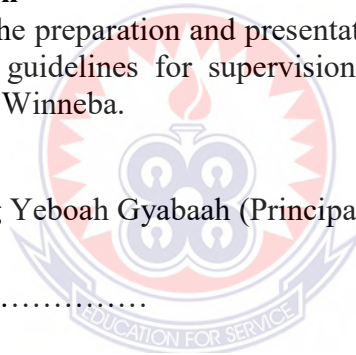 he preparation and presentat
guidelines for supervision
Winneba.
Yeboah Gyabaah (Principa
……………
EDUCATION FOR SERVICE